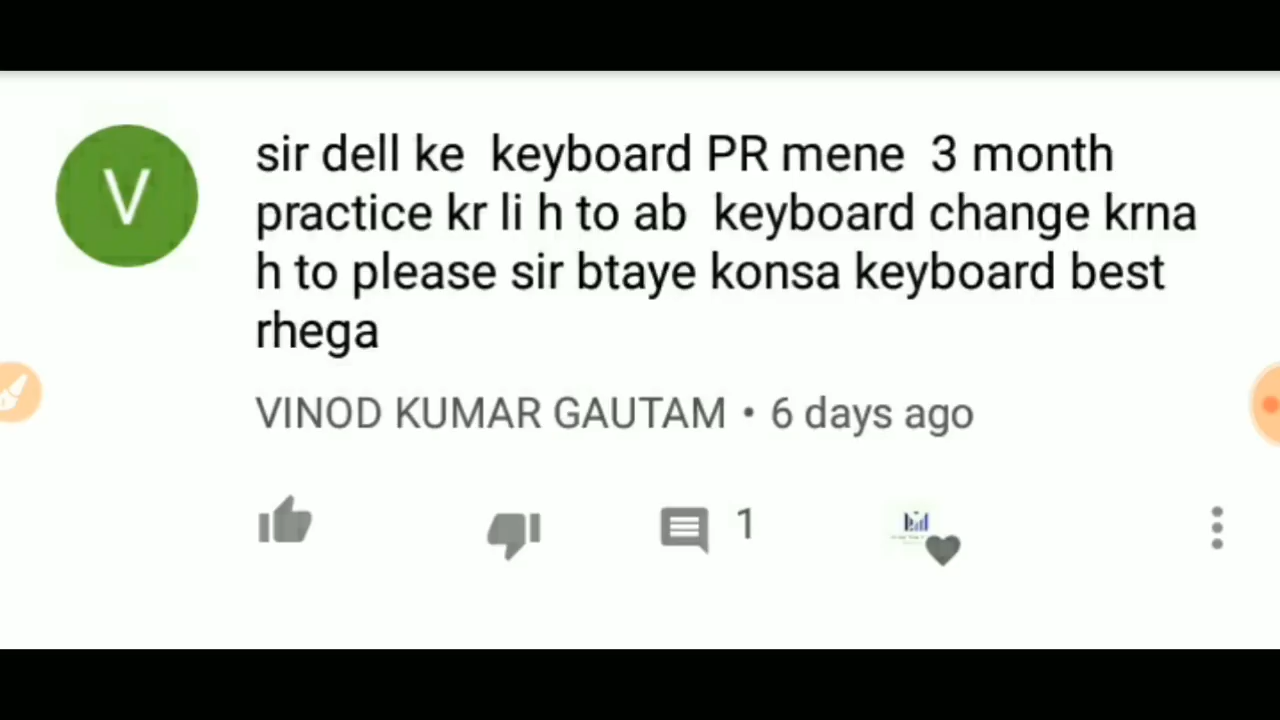 V
sir dell ke keyboard PR mene 3 month
practice kr li h to ab keyboard change krna
h to please sir btaye konsa keyboard best
rhega
VINOD KUMAR GAUTAM • 6 days ago
1